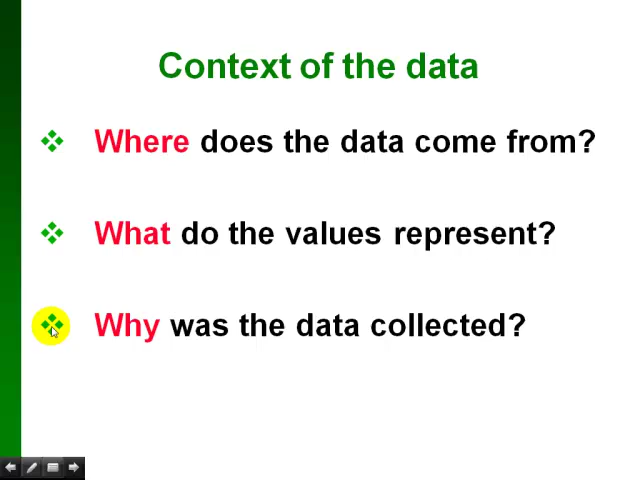 Context of the data
Where does the data come from?
What do the values represent?
Why was the data collected?